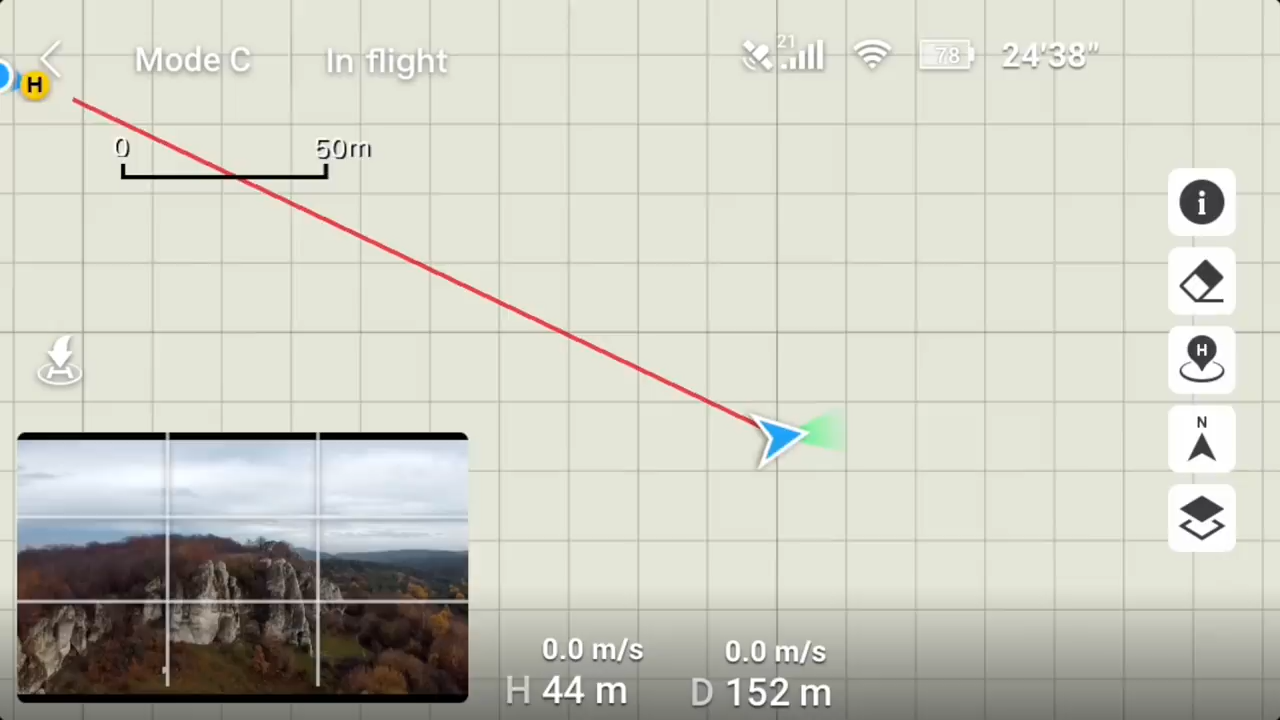 Mode C
In flight
21
78
24'38"
H
0
50m
H
N
0.0 m/s
0.0 m/s
H 44 m
D 152 m